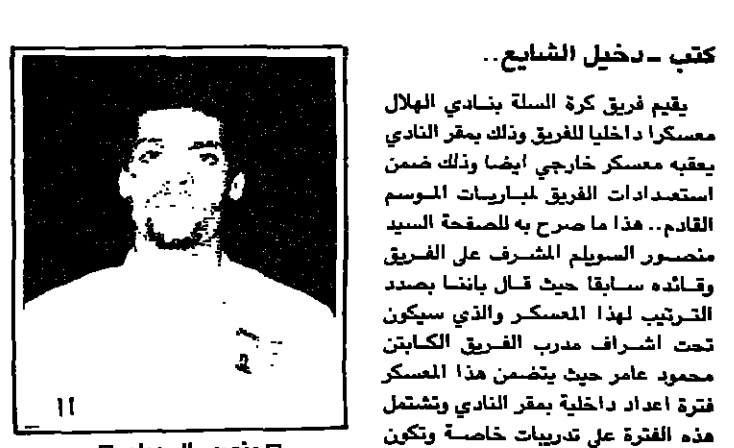 كتب - دخيل الشايع..
يقيم فريق كرة السلة بنادي الهلال
معسكرا داخليا للفريق وذلك بمقر النادي
يعقبه معسكر خارجي ايضا وذلك ضمن
استعدادات الفريق لمباريات الموسم
القادم.. هذا ما صرح به للصفحة السيد
منصور السويلم المشرف على الفريق
وقائده سابقا حيث قال باننا بصدد
الترتيب لهذا المعسكر والذي سيكون
تحت اشراف مدرب الفريق الكابتن
محمود عامر حيث يتضمن هذا المعسكر
فترة اعداد داخلية بمقر النادي وتشتمل
هذه الفترة على تدريبات خاصة وتكون